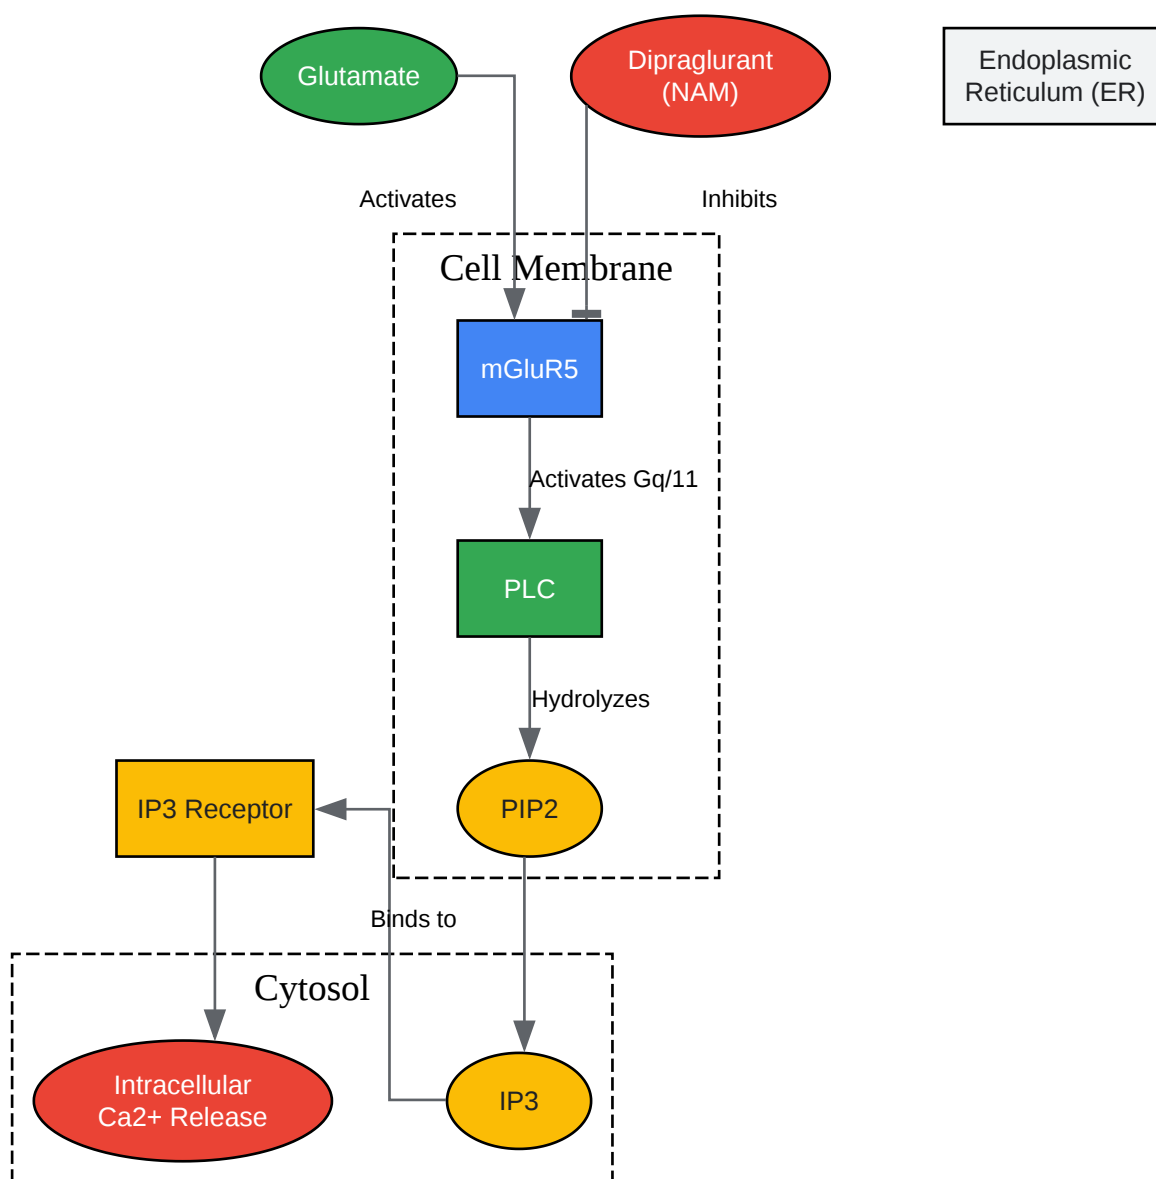 Glutamate
Dipraglurant
(NAM)
Endoplasmic
Reticulum (ER)
Activates
Inhibits
Cell Membrane
mGluR5
Activates Gq/11
PLC
Hydrolyzes
IP3 Receptor
PIP2
Binds to
Cytosol
Intracellular
Ca2+ Release
IP3